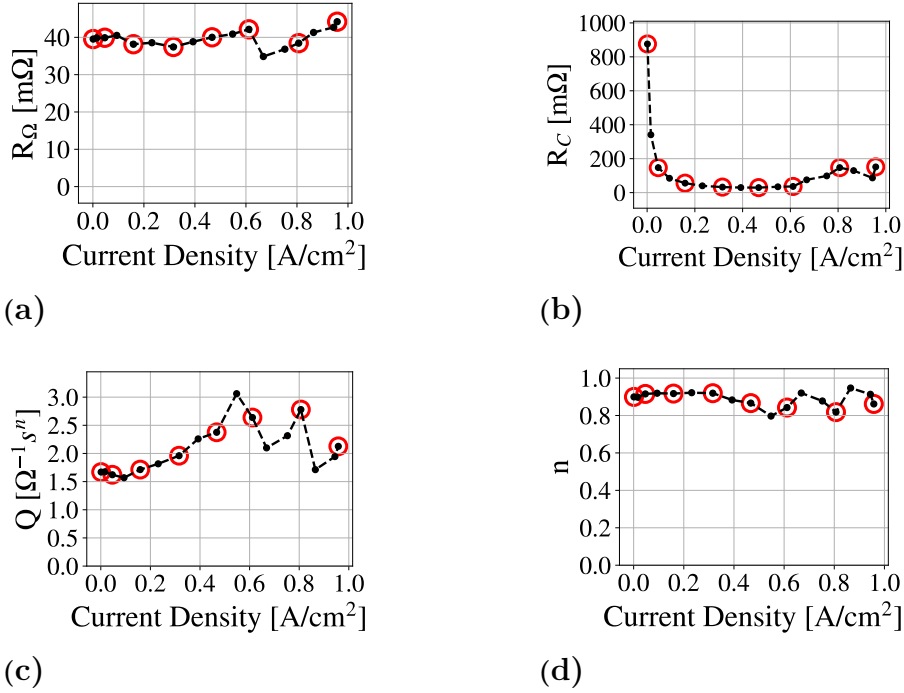 R_Ω [mΩ]
40
30
20
10
0
0.0 0.2 0.4 0.6 0.8 1.0
Current Density [A/cm²]
(a)
R_C [mΩ]
1000
800
600
400
200
0
0.0 0.2 0.4 0.6 0.8 1.0
Current Density [A/cm²]
(b)
Q [Ω⁻¹sⁿ]
3.0
2.5
2.0
1.5
1.0
0.5
0.0
0.0 0.2 0.4 0.6 0.8 1.0
Current Density [A/cm²]
(c)
n
1.0
0.8
0.6
0.4
0.2
0.0
0.0 0.2 0.4 0.6 0.8 1.0
Current Density [A/cm²]
(d)